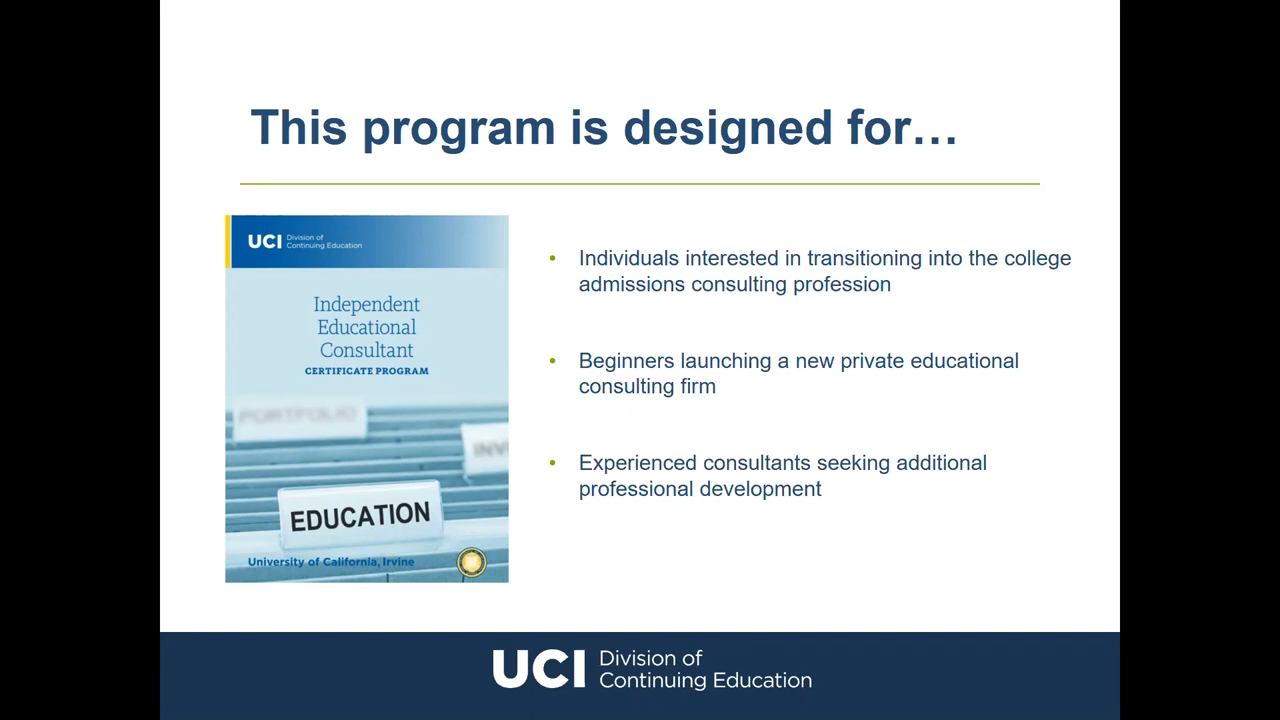 This program is designed for…
UCI Division of
Continuing Education
Independent
Educational
Consultant
CERTIFICATE PROGRAM
PORTFOLIO
EDUCATION
University of California, Irvine
• Individuals interested in transitioning into the college
admissions consulting profession
• Beginners launching a new private educational
consulting firm
• Experienced consultants seeking additional
professional development
UCI Division of
Continuing Education